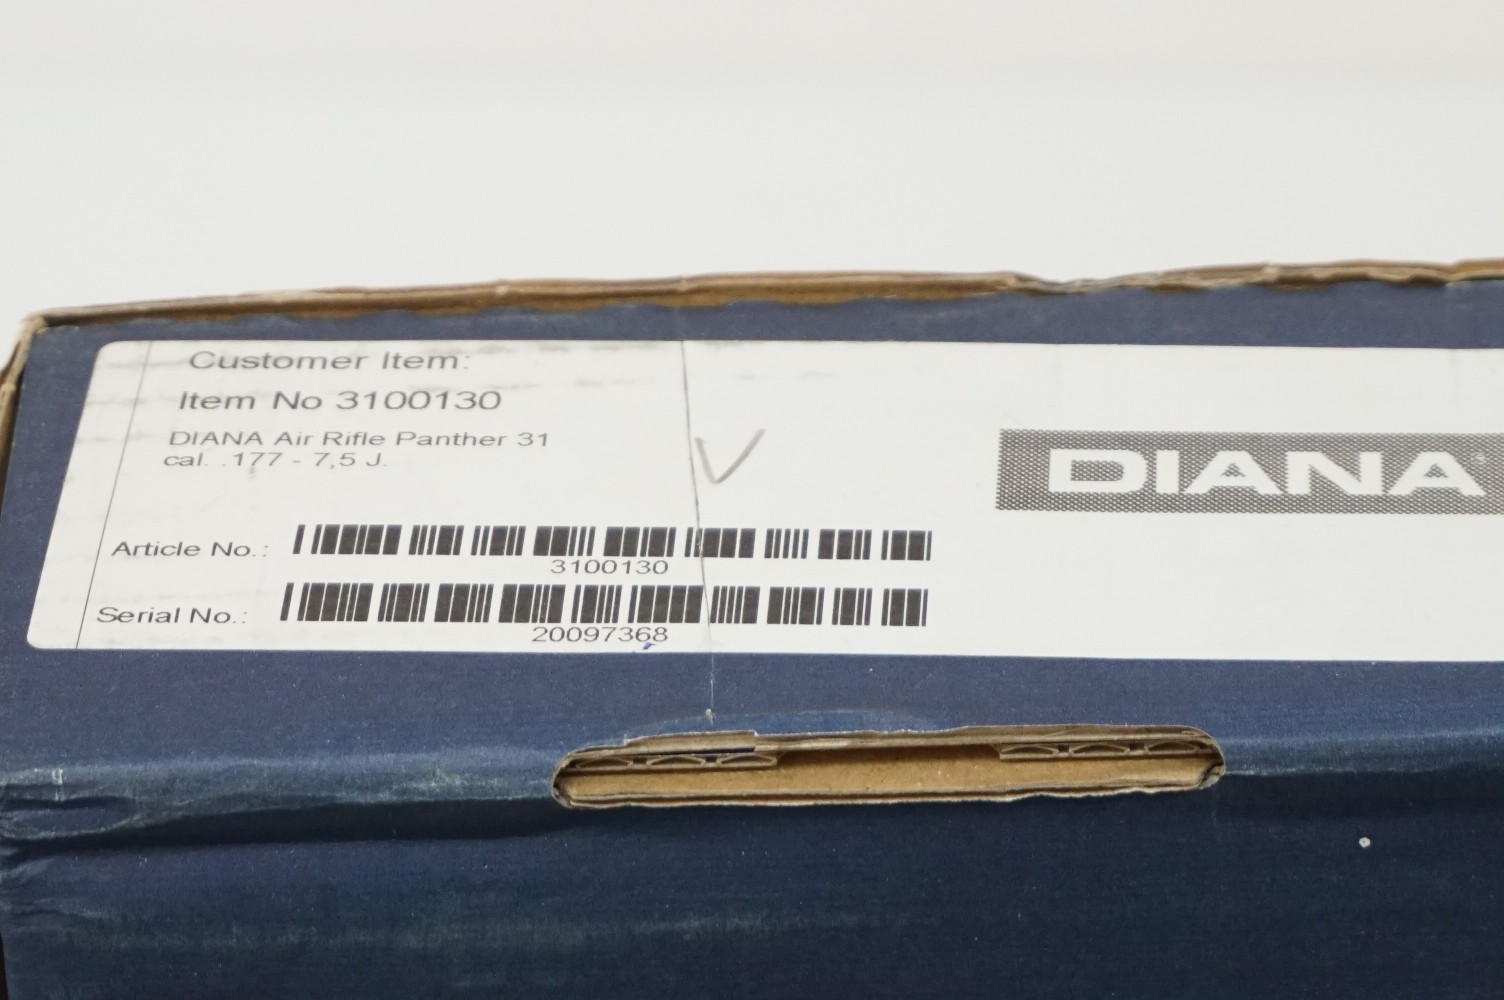 Customer Item:
Item No 3100130
DIANA Air Rifle Panther 31
cal. .177 - 7,5 J.
DIANA
Article No.:
3100130
Serial No.:
20097368